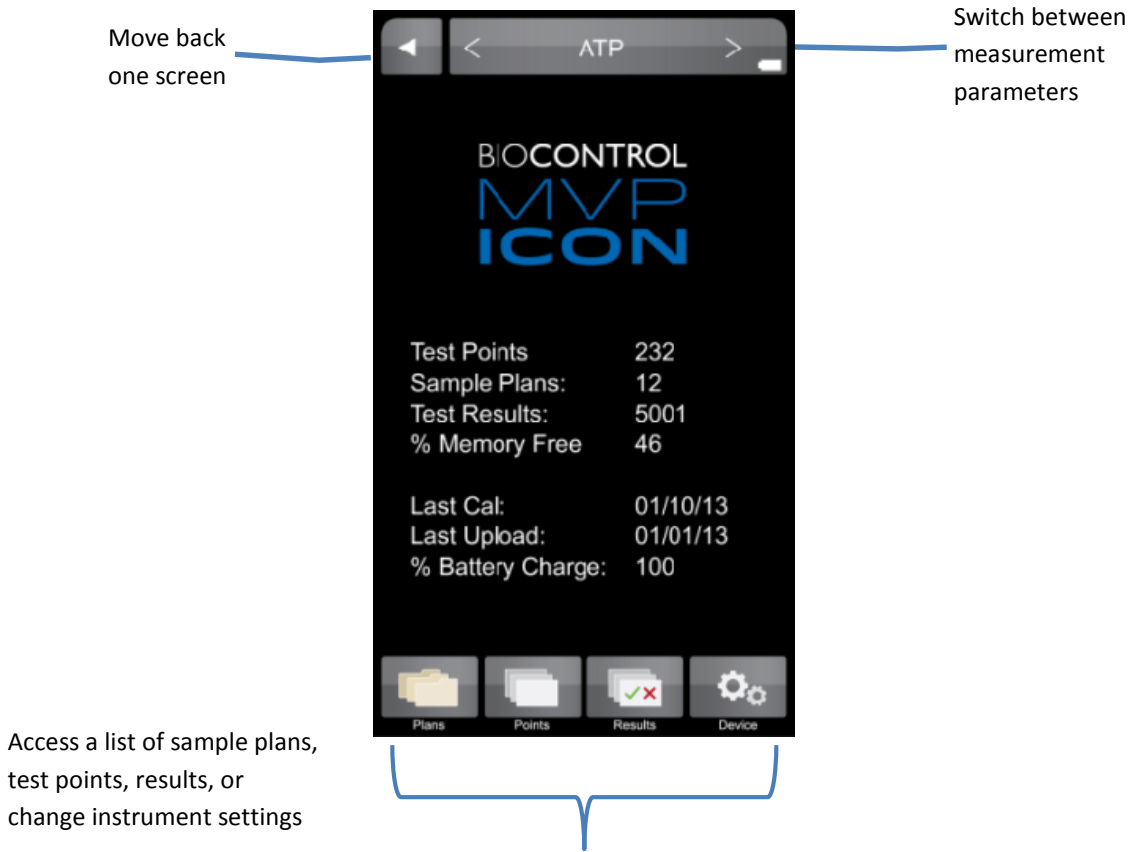 Move back
one screen
Switch between
measurement
parameters
< ATP >
BIOCONTROL
MVP
ICON
Test Points 232
Sample Plans: 12
Test Results: 5001
% Memory Free 46
Last Cal: 01/10/13
Last Upload: 01/01/13
% Battery Charge: 100
Plans Points Results Device
Access a list of sample plans,
test points, results, or
change instrument settings